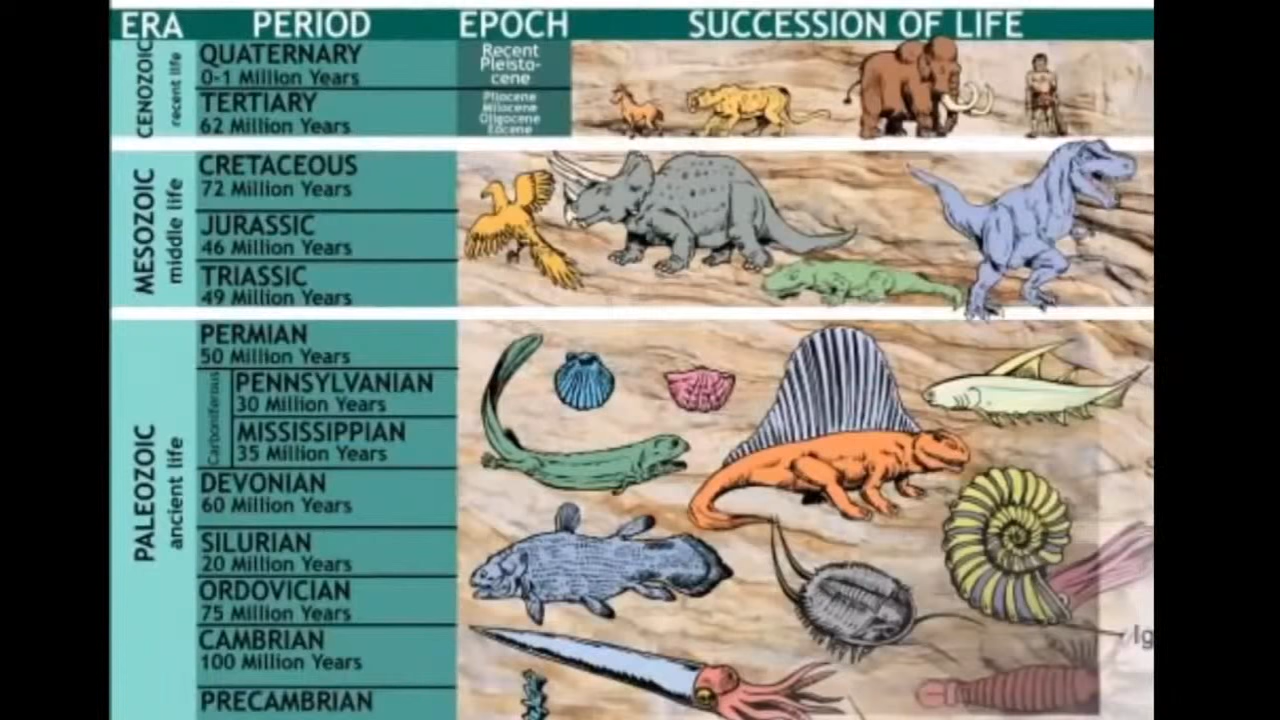 ERA PERIOD EPOCH SUCCESSION OF LIFE
CENOZOIC
recent life
QUATERNARY
0-1 Million Years
Recent
Pleisto-
cene
TERTIARY
62 Million Years
Pliocene
Miocene
Oligocene
Eocene
MESOZOIC
middle life
CRETACEOUS
72 Million Years
JURASSIC
46 Million Years
TRIASSIC
49 Million Years
PALEOZOIC
ancient life
PERMIAN
50 Million Years
Carboniferous
PENNSYLVANIAN
30 Million Years
MISSISSIPPIAN
35 Million Years
DEVONIAN
60 Million Years
SILURIAN
20 Million Years
ORDOVICIAN
75 Million Years
CAMBRIAN
100 Million Years
PRECAMBRIAN
Ig